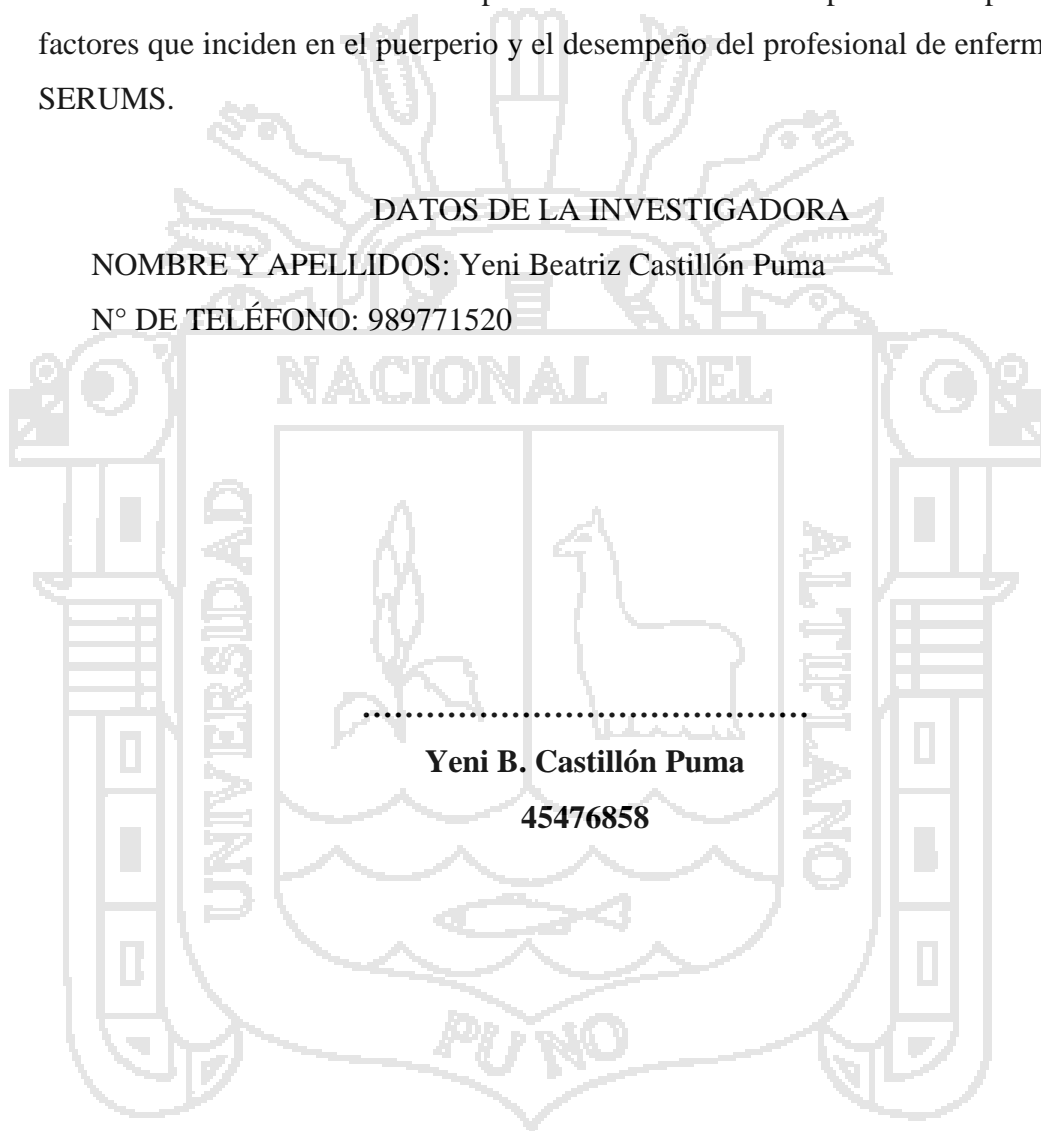 factores que inciden en el puerperio y el desempeño del profesional de enferm
SERUMS.
DATOS DE LA INVESTIGADORA
NOMBRE Y APELLIDOS: Yeni Beatriz Castillón Puma
N° DE TELÉFONO: 989771520
NACIONAL DEL
UNIVERSIDAD
ALTIPLANO
..........................................
Yeni B. Castillón Puma
45476858
PUNO